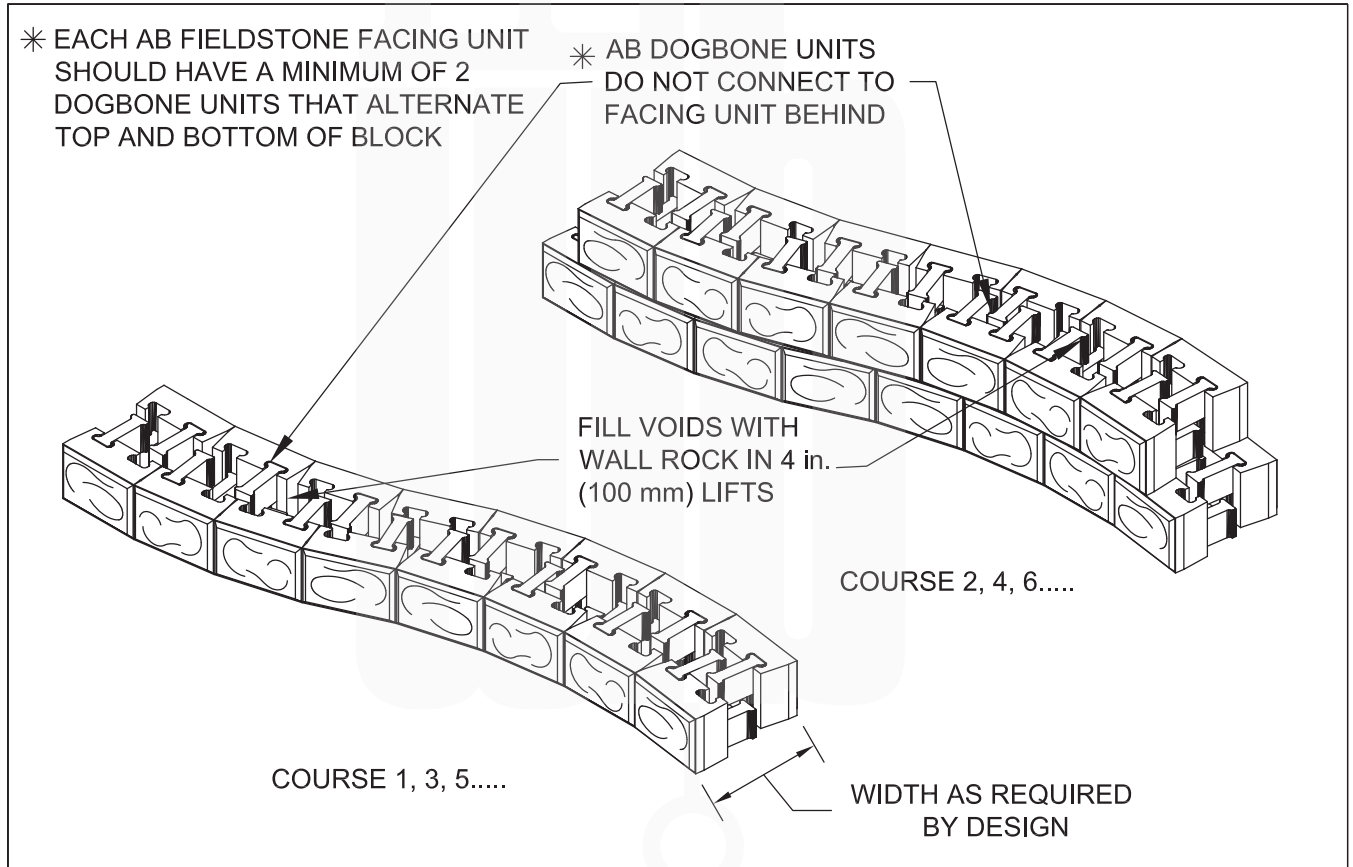 ✳ EACH AB FIELDSTONE FACING UNIT
SHOULD HAVE A MINIMUM OF 2
DOGBONE UNITS THAT ALTERNATE
TOP AND BOTTOM OF BLOCK
✳ AB DOGBONE UNITS
DO NOT CONNECT TO
FACING UNIT BEHIND
FILL VOIDS WITH
WALL ROCK IN 4 in.
(100 mm) LIFTS
COURSE 2, 4, 6.....
COURSE 1, 3, 5.....
WIDTH AS REQUIRED
BY DESIGN